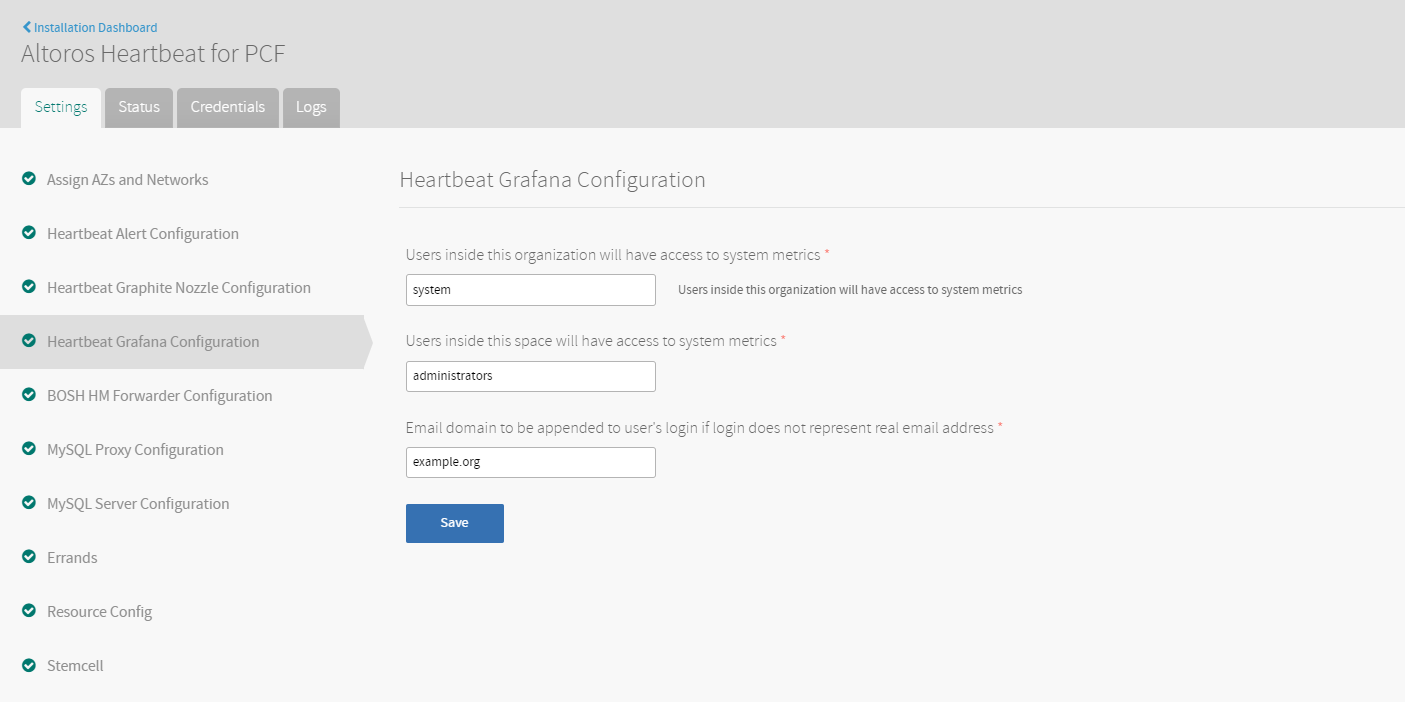 Installation Dashboard
Altoros Heartbeat for PCF
Settings Status Credentials Logs
Assign AZs and Networks
Heartbeat Alert Configuration
Heartbeat Graphite Nozzle Configuration
Heartbeat Grafana Configuration
BOSH HM Forwarder Configuration
MySQL Proxy Configuration
MySQL Server Configuration
Errands
Resource Config
Stemcell
Heartbeat Grafana Configuration
Users inside this organization will have access to system metrics *
system Users inside this organization will have access to system metrics
Users inside this space will have access to system metrics *
administrators
Email domain to be appended to user's login if login does not represent real email address *
example.org
Save